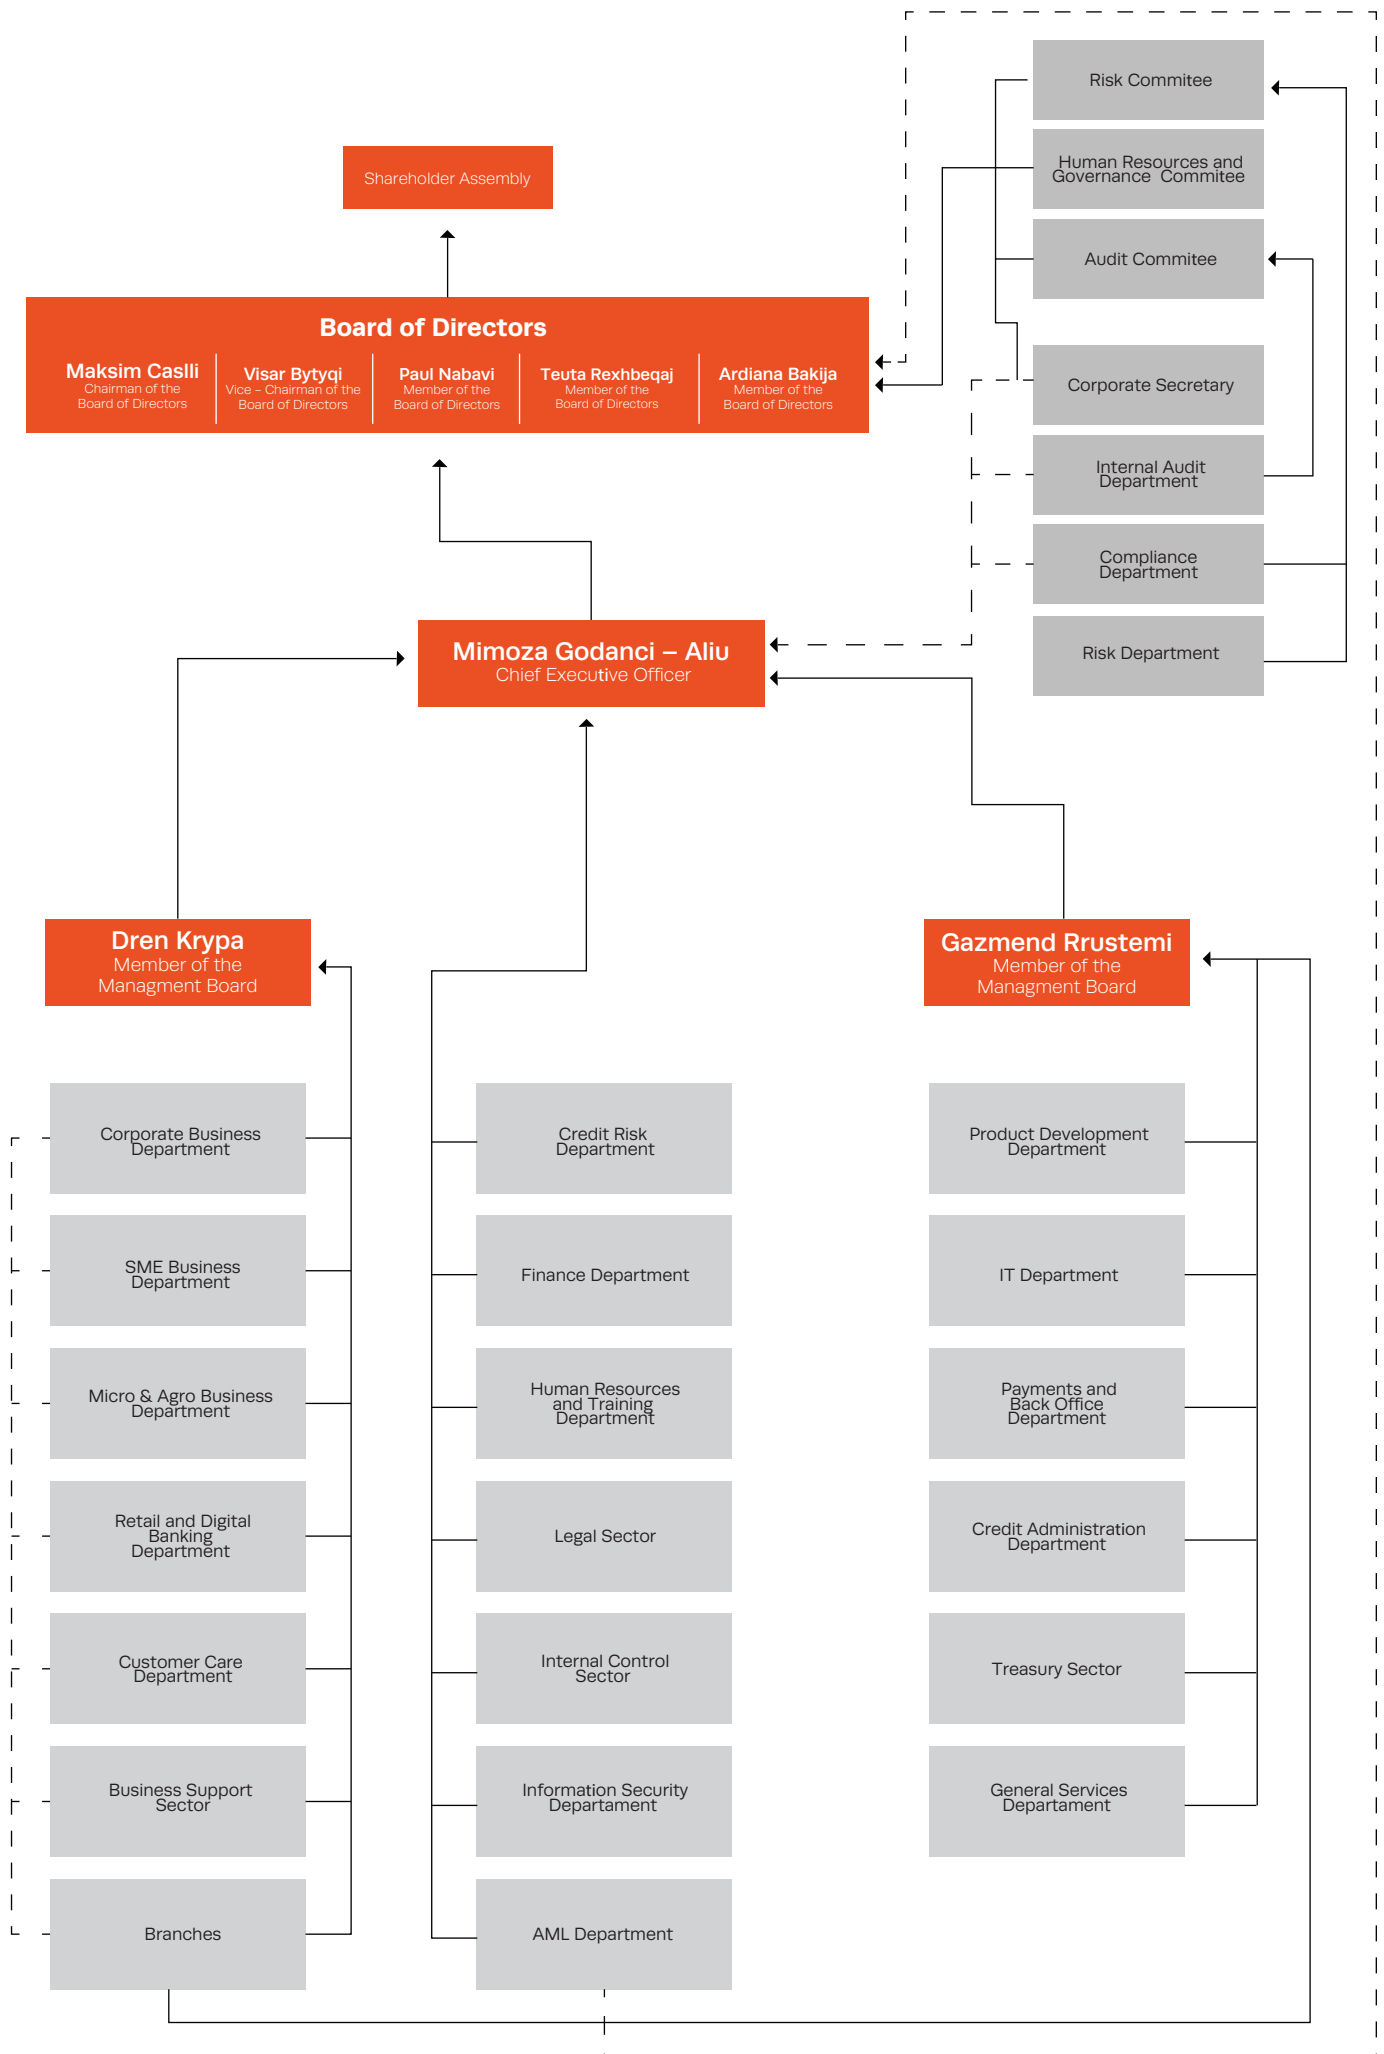 Risk Commitee
Human Resources and
Governance Commitee
Audit Commitee
Shareholder Assembly
Board of Directors
Maksim Caslli
Chairman of the
Board of Directors
Visar Bytyqi
Vice – Chairman of the
Board of Directors
Paul Nabavi
Member of the
Board of Directors
Teuta Rexhbeqaj
Member of the
Board of Directors
Ardiana Bakija
Member of the
Board of Directors
Corporate Secretary
Internal Audit
Department
Compliance
Department
Risk Department
Mimoza Godanci – Aliu
Chief Executive Officer
Dren Krypa
Member of the
Managment Board
Gazmend Rrustemi
Member of the
Managment Board
Corporate Business
Department
SME Business
Department
Micro & Agro Business
Department
Retail and Digital
Banking
Department
Customer Care
Department
Business Support
Sector
Branches
Credit Risk
Department
Finance Department
Human Resources
and Training
Department
Legal Sector
Internal Control
Sector
Information Security
Departament
AML Department
Product Development
Department
IT Department
Payments and
Back Office
Department
Credit Administration
Department
Treasury Sector
General Services
Departament